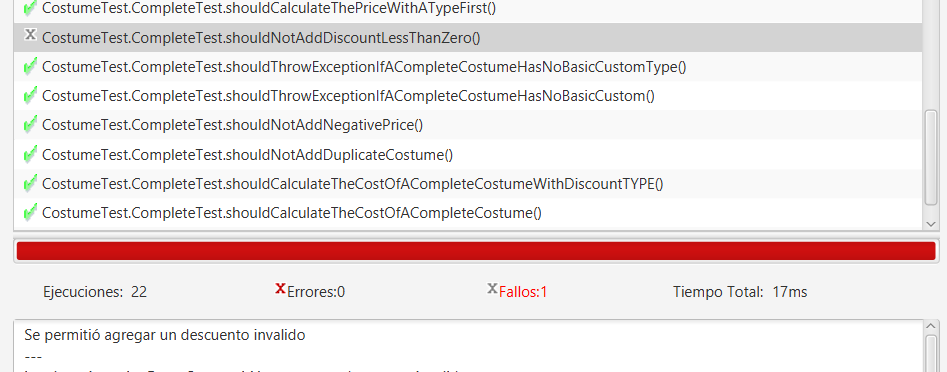 CostumeTest.CompleteTest.shouldCalculateThePriceWithATypeFirst()
CostumeTest.CompleteTest.shouldNotAddDiscountLessThanZero()
CostumeTest.CompleteTest.shouldThrowExceptionIfACompleteCostumeHasNoBasicCustomType()
CostumeTest.CompleteTest.shouldThrowExceptionIfACompleteCostumeHasNoBasicCustom()
CostumeTest.CompleteTest.shouldNotAddNegativePrice()
CostumeTest.CompleteTest.shouldNotAddDuplicateCostume()
CostumeTest.CompleteTest.shouldCalculateTheCostOfACompleteCostumeWithDiscountTYPE()
CostumeTest.CompleteTest.shouldCalculateTheCostOfACompleteCostume()
Ejecuciones: 22 Errores:0 Fallos:1 Tiempo Total: 17ms
Se permitió agregar un descuento invalido
---